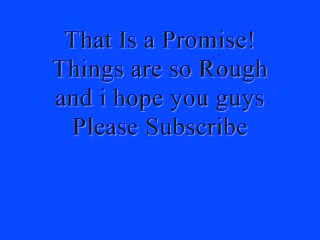 That Is a Promise!
Things are so Rough
and i hope you guys
Please Subscribe